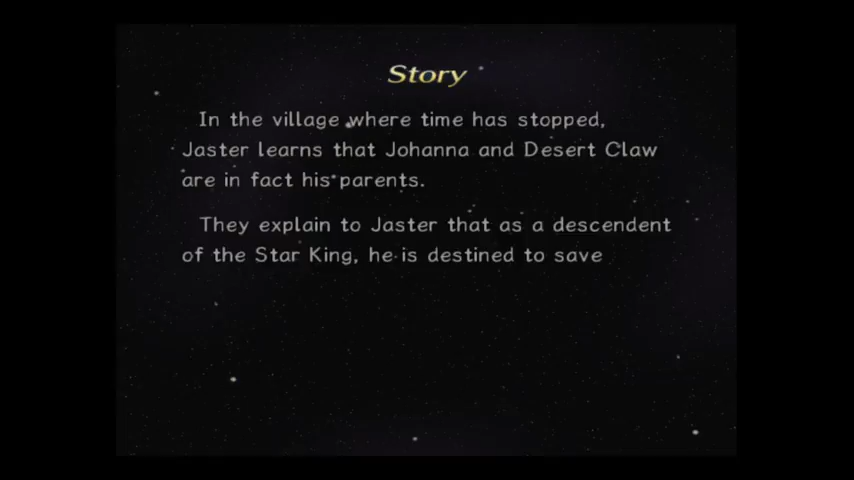 Story
In the village where time has stopped,
Jaster learns that Johanna and Desert Claw
are in fact his parents.
They explain to Jaster that as a descendent
of the Star King, he is destined to save